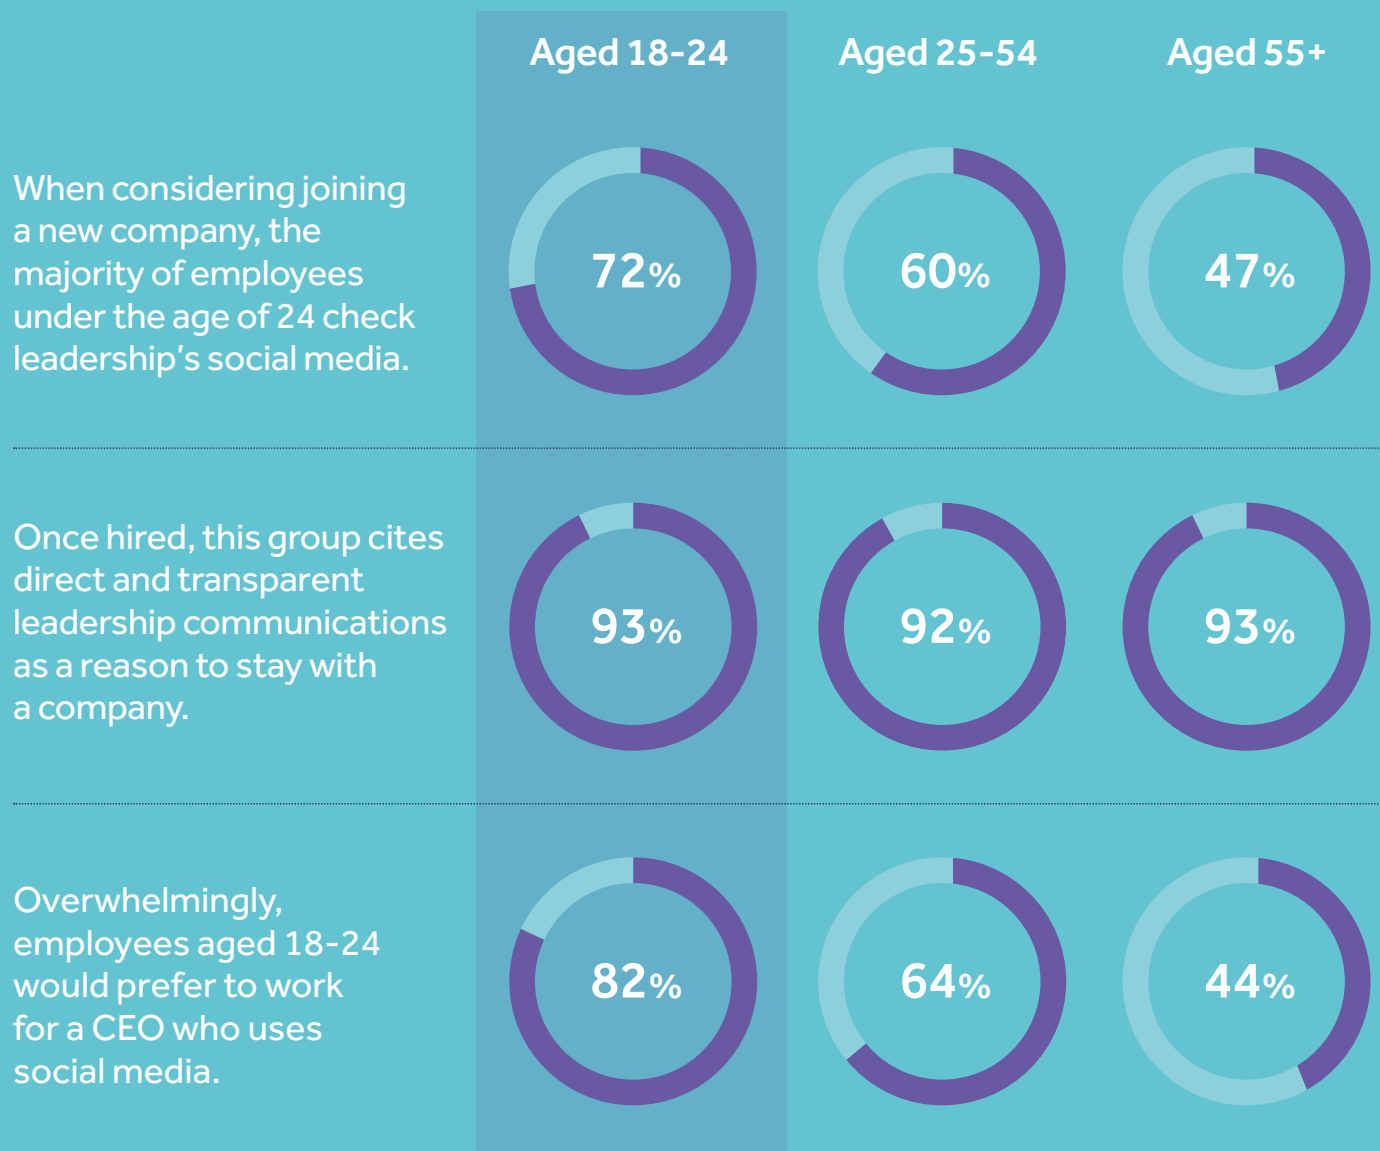 Aged 18-24
Aged 25-54
Aged 55+
When considering joining
a new company, the
majority of employees
under the age of 24 check
leadership's social media.
72%
60%
47%
Once hired, this group cites
direct and transparent
leadership communications
as a reason to stay with
a company.
93%
92%
93%
Overwhelmingly,
employees aged 18-24
would prefer to work
for a CEO who uses
social media.
82%
64%
44%